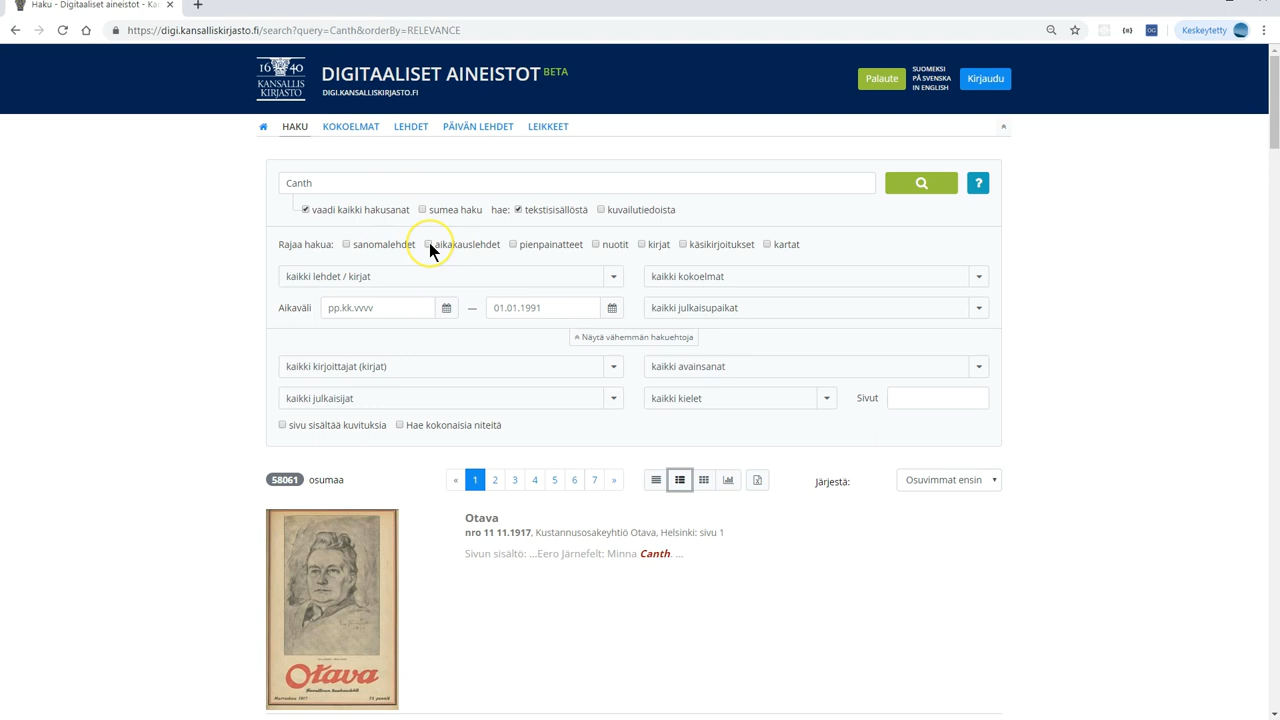 Haku - Digitaaliset aineistot - Ka
https://digi.kansalliskirjasto.fi/search?query=Canth&orderBy=RELEVANCE
Keskeytetty
16 40
KANSALLIS
KIRJASTO
DIGITAALISET AINEISTOT BETA
DIGI.KANSALLISKIRJASTO.FI
Palaute
SUOMEKSI
PÅ SVENSKA
IN ENGLISH
Kirjaudu
HAKU KOKOELMAT LEHDET PÄIVÄN LEHDET LEIKKEET
Canth
?
vaadi kaikki hakusanat sumea haku hae: tekstisisällöstä kuvailutiedoista
Rajaa hakua: sanomalehdet aikakauslehdet pienpainatteet nuotit kirjat käsikirjoitukset kartat
kaikki lehdet / kirjat kaikki kokoelmat
Aikaväli pp.kk.vvvv — 01.01.1991 kaikki julkaisupaikat
Näytä vähemmän hakuehtoja
kaikki kirjoittajat (kirjat) kaikki avainsanat
kaikki julkaisijat kaikki kielet Sivut
sivu sisältää kuvituksia Hae kokonaisia niteitä
58061 osumaa « 1 2 3 4 5 6 7 » Järjestä: Osuvimmat ensin
Otava
nro 11 11.1917, Kustannusosakeyhtiö Otava, Helsinki: sivu 1
Sivun sisältö: ...Eero Järnefelt: Minna Canth. ...
Otava